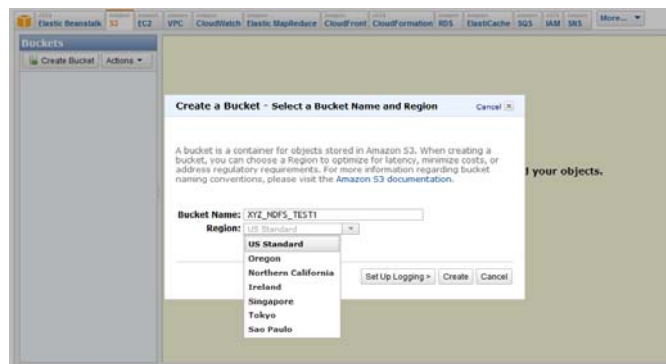 Elastic Beanstalk S3 EC2 VPC CloudWatch Elastic MapReduce CloudFront CloudFormation RDS ElastiCache SQS IAM SNS More...
Buckets
Create Bucket Actions
Create a Bucket - Select a Bucket Name and Region Cancel
A bucket is a container for objects stored in Amazon S3. When creating a
bucket, you can choose a Region to optimize for latency, minimize costs, or
address regulatory requirements. For more information regarding bucket
naming conventions, please visit the Amazon S3 documentation.
d your objects.
Bucket Name: XYZ_NDFS_TEST1
Region: US Standard
US Standard
Oregon
Northern California
Ireland
Singapore
Tokyo
Sao Paulo
Set Up Logging > Create Cancel